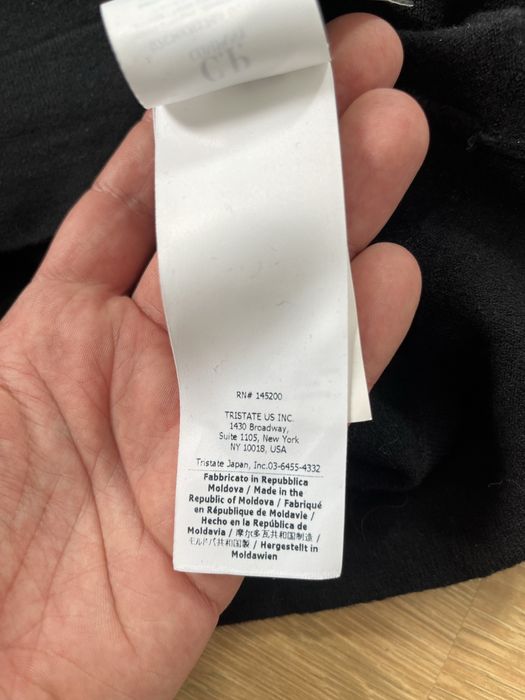 RN# 145200
TRISTATE US INC.
1430 Broadway,
Suite 1105, New York
NY 10018, USA
Tristate Japan, Inc.03-6455-4332
Fabbricato in Repubblica
Moldova / Made in the
Republic of Moldova / Fabriqué
en République de Moldavie /
Hecho en la República de
Moldavia / 摩尔多瓦共和国制造 /
モルドバ共和国製 / Hergestellt in
Moldawien